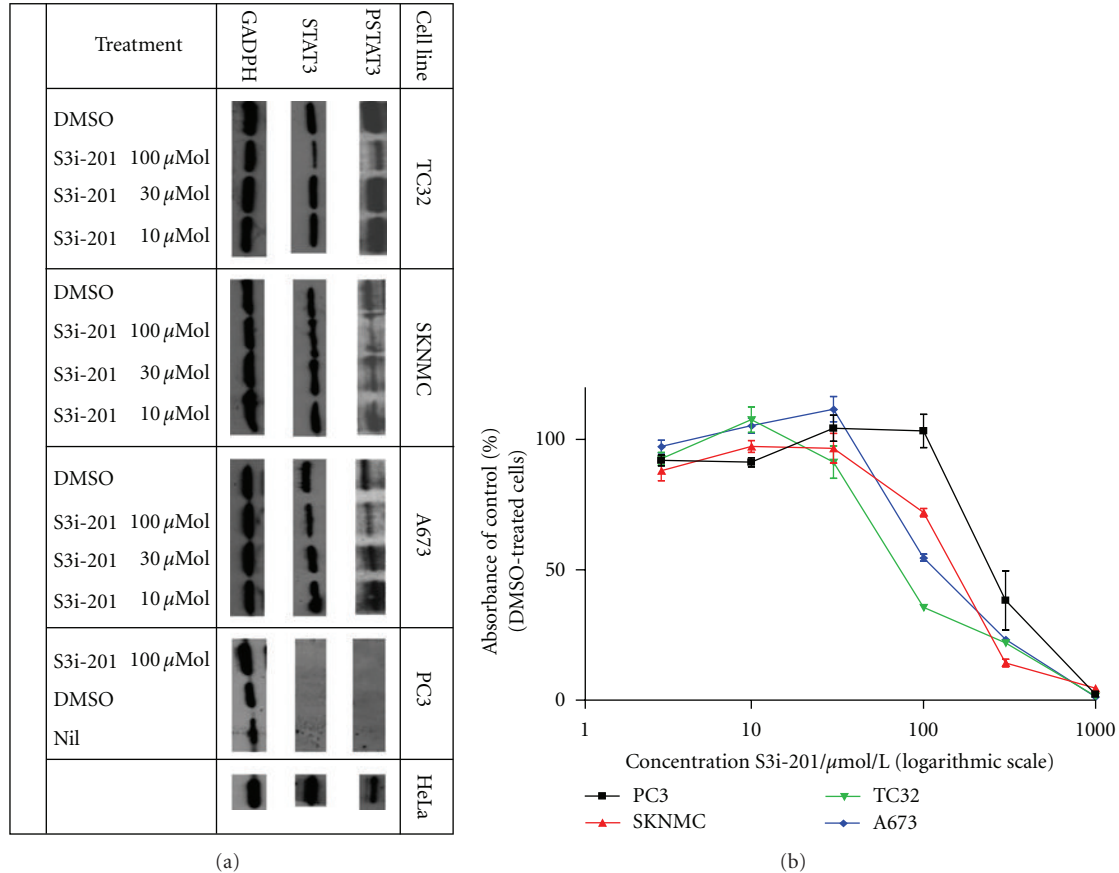 Treatment GADPH STAT3 PSTAT3 Cell line
DMSO
S3i-201 100 μMol
S3i-201 30 μMol
S3i-201 10 μMol
TC32
DMSO
S3i-201 100 μMol
S3i-201 30 μMol
S3i-201 10 μMol
SKNMC
DMSO
S3i-201 100 μMol
S3i-201 30 μMol
S3i-201 10 μMol
A673
S3i-201 100 μMol
DMSO
Nil
PC3
HeLa
(a)
Absorbance of control (%)
(DMSO-treated cells)
100
50
0
1 10 100 1000
Concentration S3i-201/μmol/L (logarithmic scale)
PC3 TC32
SKNMC A673
(b)